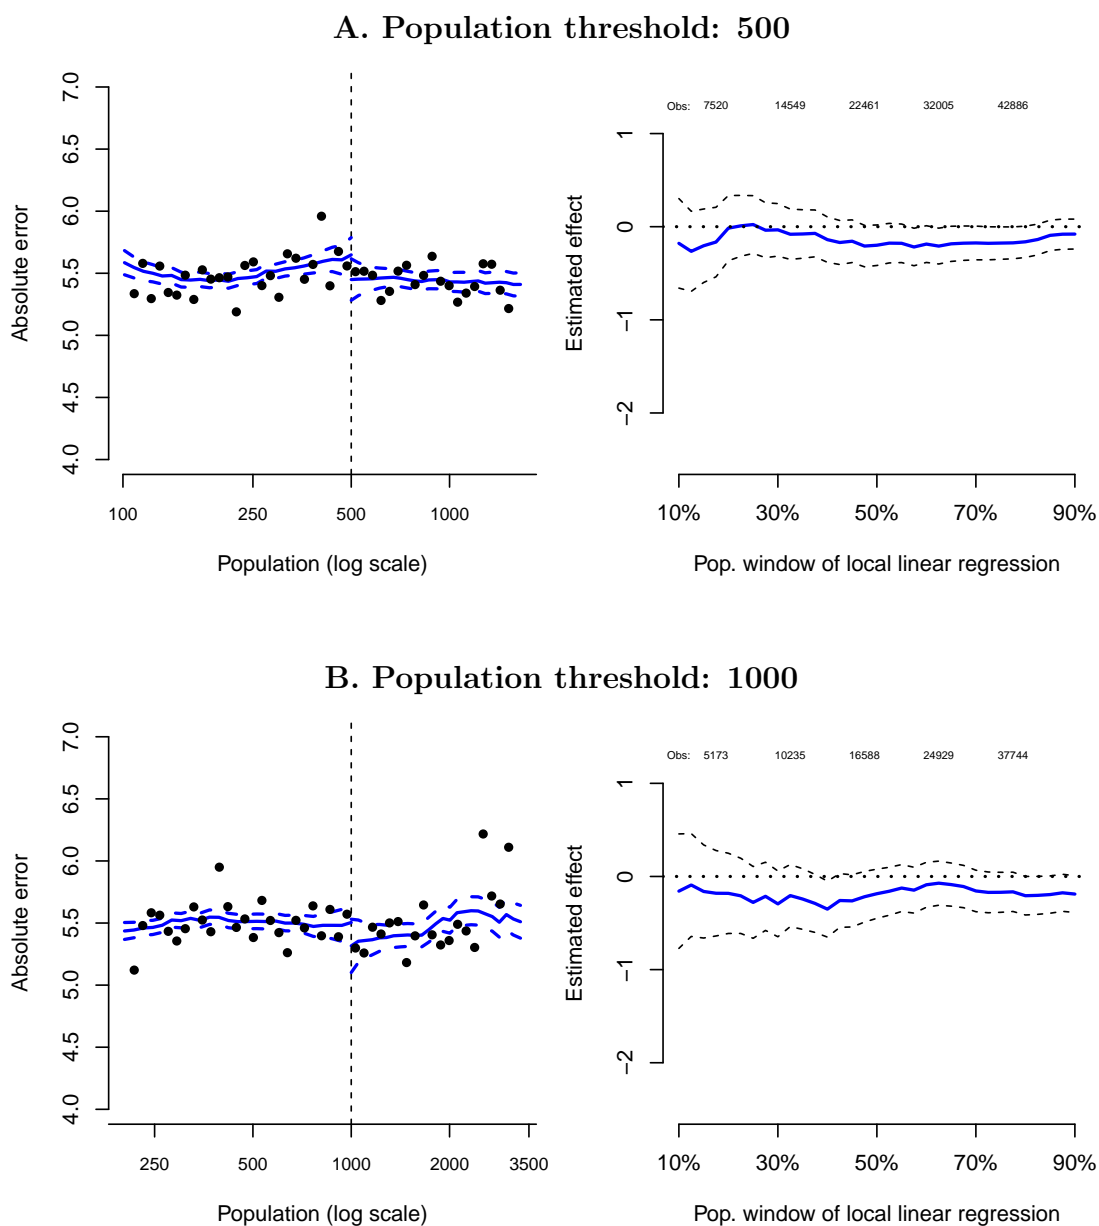 A. Population threshold: 500
Absolute error
7.0
6.5
6.0
5.5
5.0
4.5
4.0
100 250 500 1000
Population (log scale)
Obs: 7520 14549 22461 32005 42886
Estimated effect
1
0
−1
−2
10% 30% 50% 70% 90%
Pop. window of local linear regression
B. Population threshold: 1000
Absolute error
7.0
6.5
6.0
5.5
5.0
4.5
4.0
250 500 1000 2000 3500
Population (log scale)
Obs: 5173 10235 16588 24929 37744
Estimated effect
1
0
−1
−2
10% 30% 50% 70% 90%
Pop. window of local linear regression